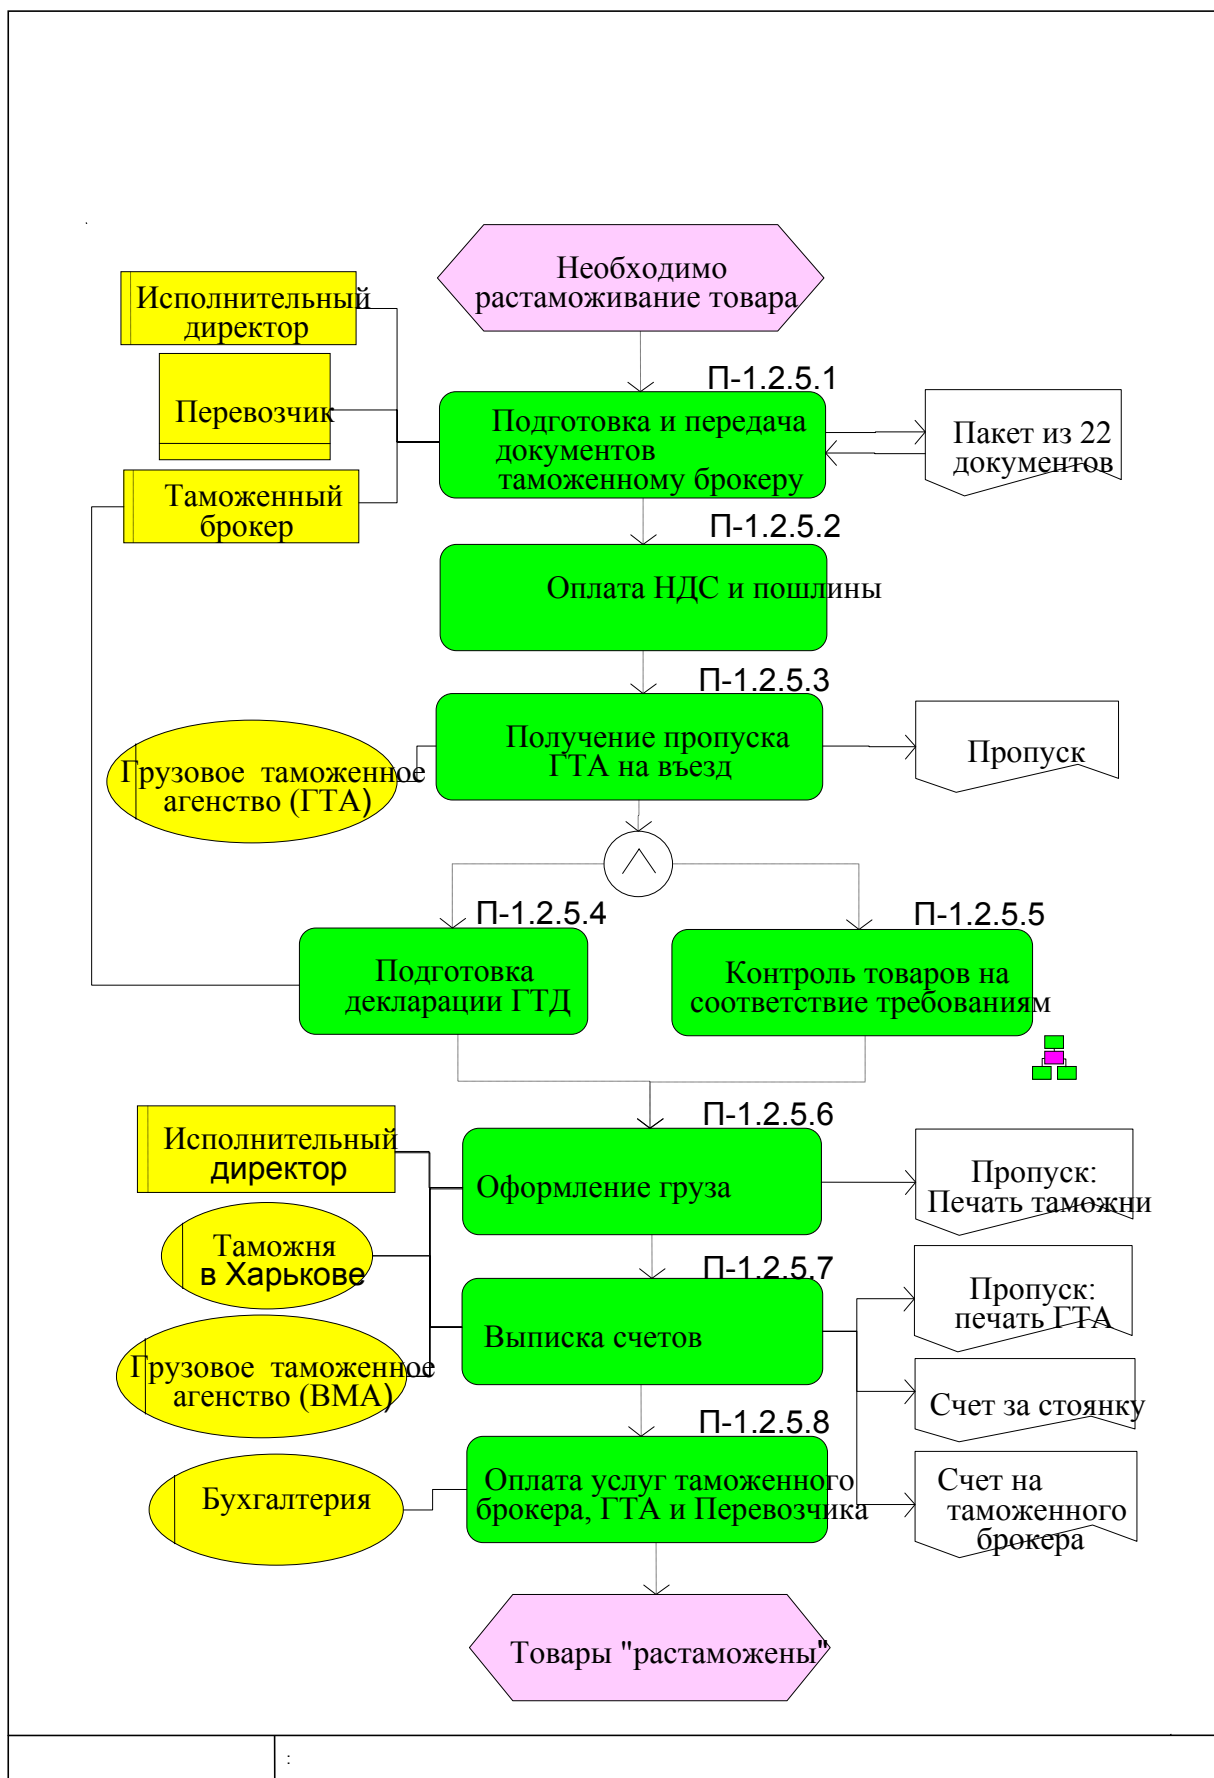 Необходимо
растаможивание товара
Исполнительный
директор
Перевозчик
Таможенный
брокер
П-1.2.5.1
Подготовка и передача
документов
таможенному брокеру
Пакет из 22
документов
П-1.2.5.2
Оплата НДС и пошлины
П-1.2.5.3
Получение пропуска
ГТА на въезд
Грузовое таможенное
агенство (ГТА)
Пропуск
П-1.2.5.4
Подготовка
декларации ГТД
П-1.2.5.5
Контроль товаров на
соответствие требованиям
П-1.2.5.6
Оформление груза
Исполнительный
директор
Таможня
в Харькове
Грузовое таможенное
агенство (ВМА)
Пропуск:
Печать таможни
П-1.2.5.7
Выписка счетов
Пропуск:
печать ГТА
Счет за стоянку
Счет на
таможенного
брокера
П-1.2.5.8
Оплата услуг таможенного
брокера, ГТА и Перевозчика
Бухгалтерия
Товары "растаможены"
: